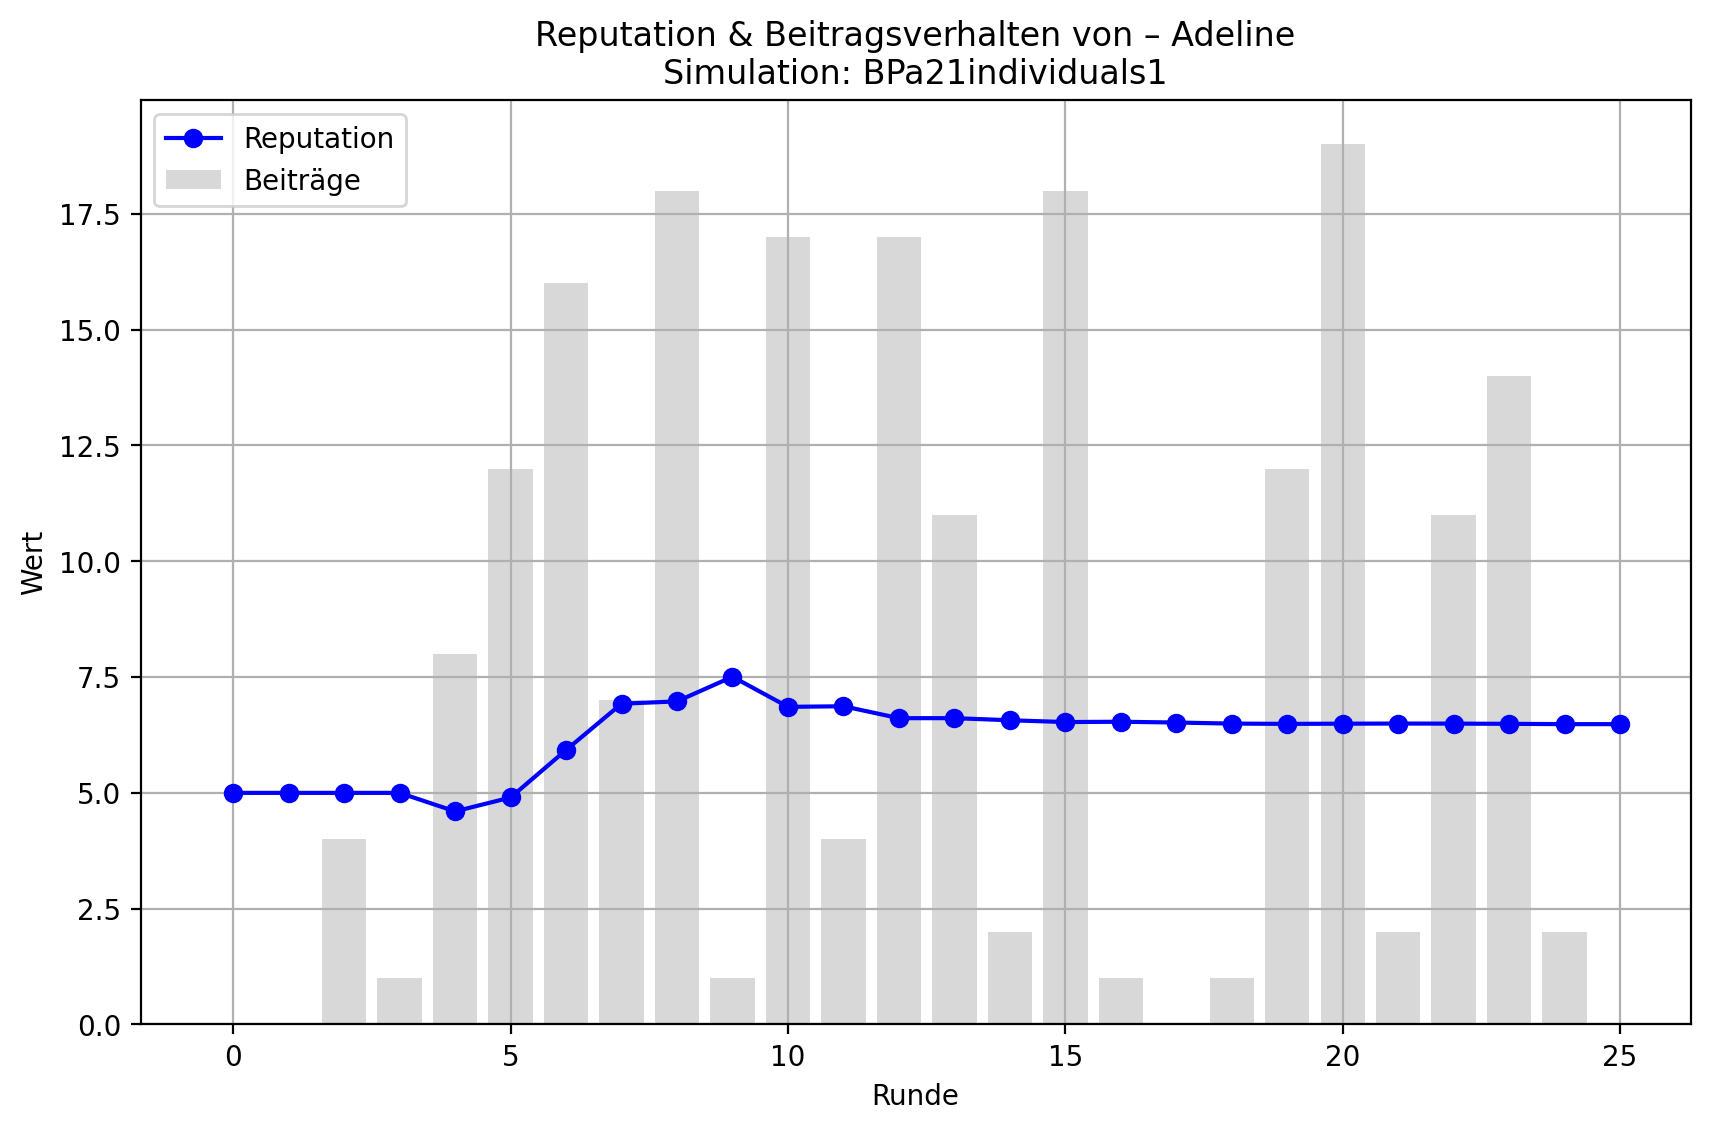 Reputation & Beitragsverhalten von – Adeline
Simulation: BPa21individuals1
Reputation
Beiträge
17.5
15.0
12.5
10.0
7.5
5.0
2.5
0.0
Wert
0 5 10 15 20 25
Runde